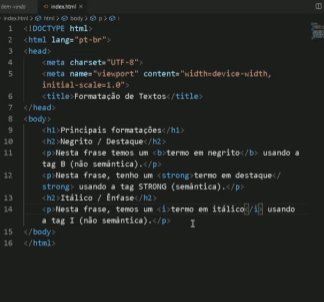 index.html
index.html > html > body > p > i
1 <!DOCTYPE html>
2 <html lang="pt-br">
3 <head>
4 <meta charset="UTF-8">
5 <meta name="viewport" content="width=device-width,
initial-scale=1.0">
6 <title>Formatação de Textos</title>
7 </head>
8 <body>
9 <h1>Principais formatações</h1>
10 <h2>Negrito / Destaque</h2>
11 <p>Nesta frase temos um <b>termo em negrito</b> usando a
tag B (não semântica).</p>
12 <p>Nesta frase, tenho um <strong>termo em destaque</
strong> usando a tag STRONG (semântica).</p>
13 <h2>Itálico / Ênfase</h2>
14 <p>Nesta frase, temos um <i>termo em itálico</i> usando
a tag I (não semântica).</p>
15 </body>
16 </html>